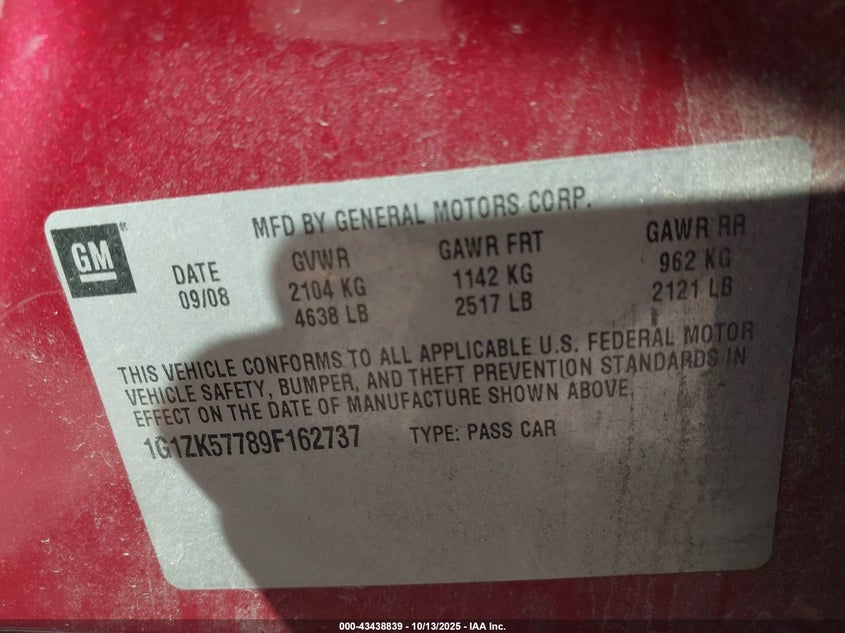 GM
MFD BY GENERAL MOTORS CORP.
DATE GVWR GAWR FRT GAWR RR
09/08 2104 KG 1142 KG 962 KG
4638 LB 2517 LB 2121 LB
THIS VEHICLE CONFORMS TO ALL APPLICABLE U.S. FEDERAL MOTOR
VEHICLE SAFETY, BUMPER, AND THEFT PREVENTION STANDARDS IN
EFFECT ON THE DATE OF MANUFACTURE SHOWN ABOVE.
1G1ZK57789F162737 TYPE: PASS CAR
000-43438839 - 10/13/2025 - IAA Inc.